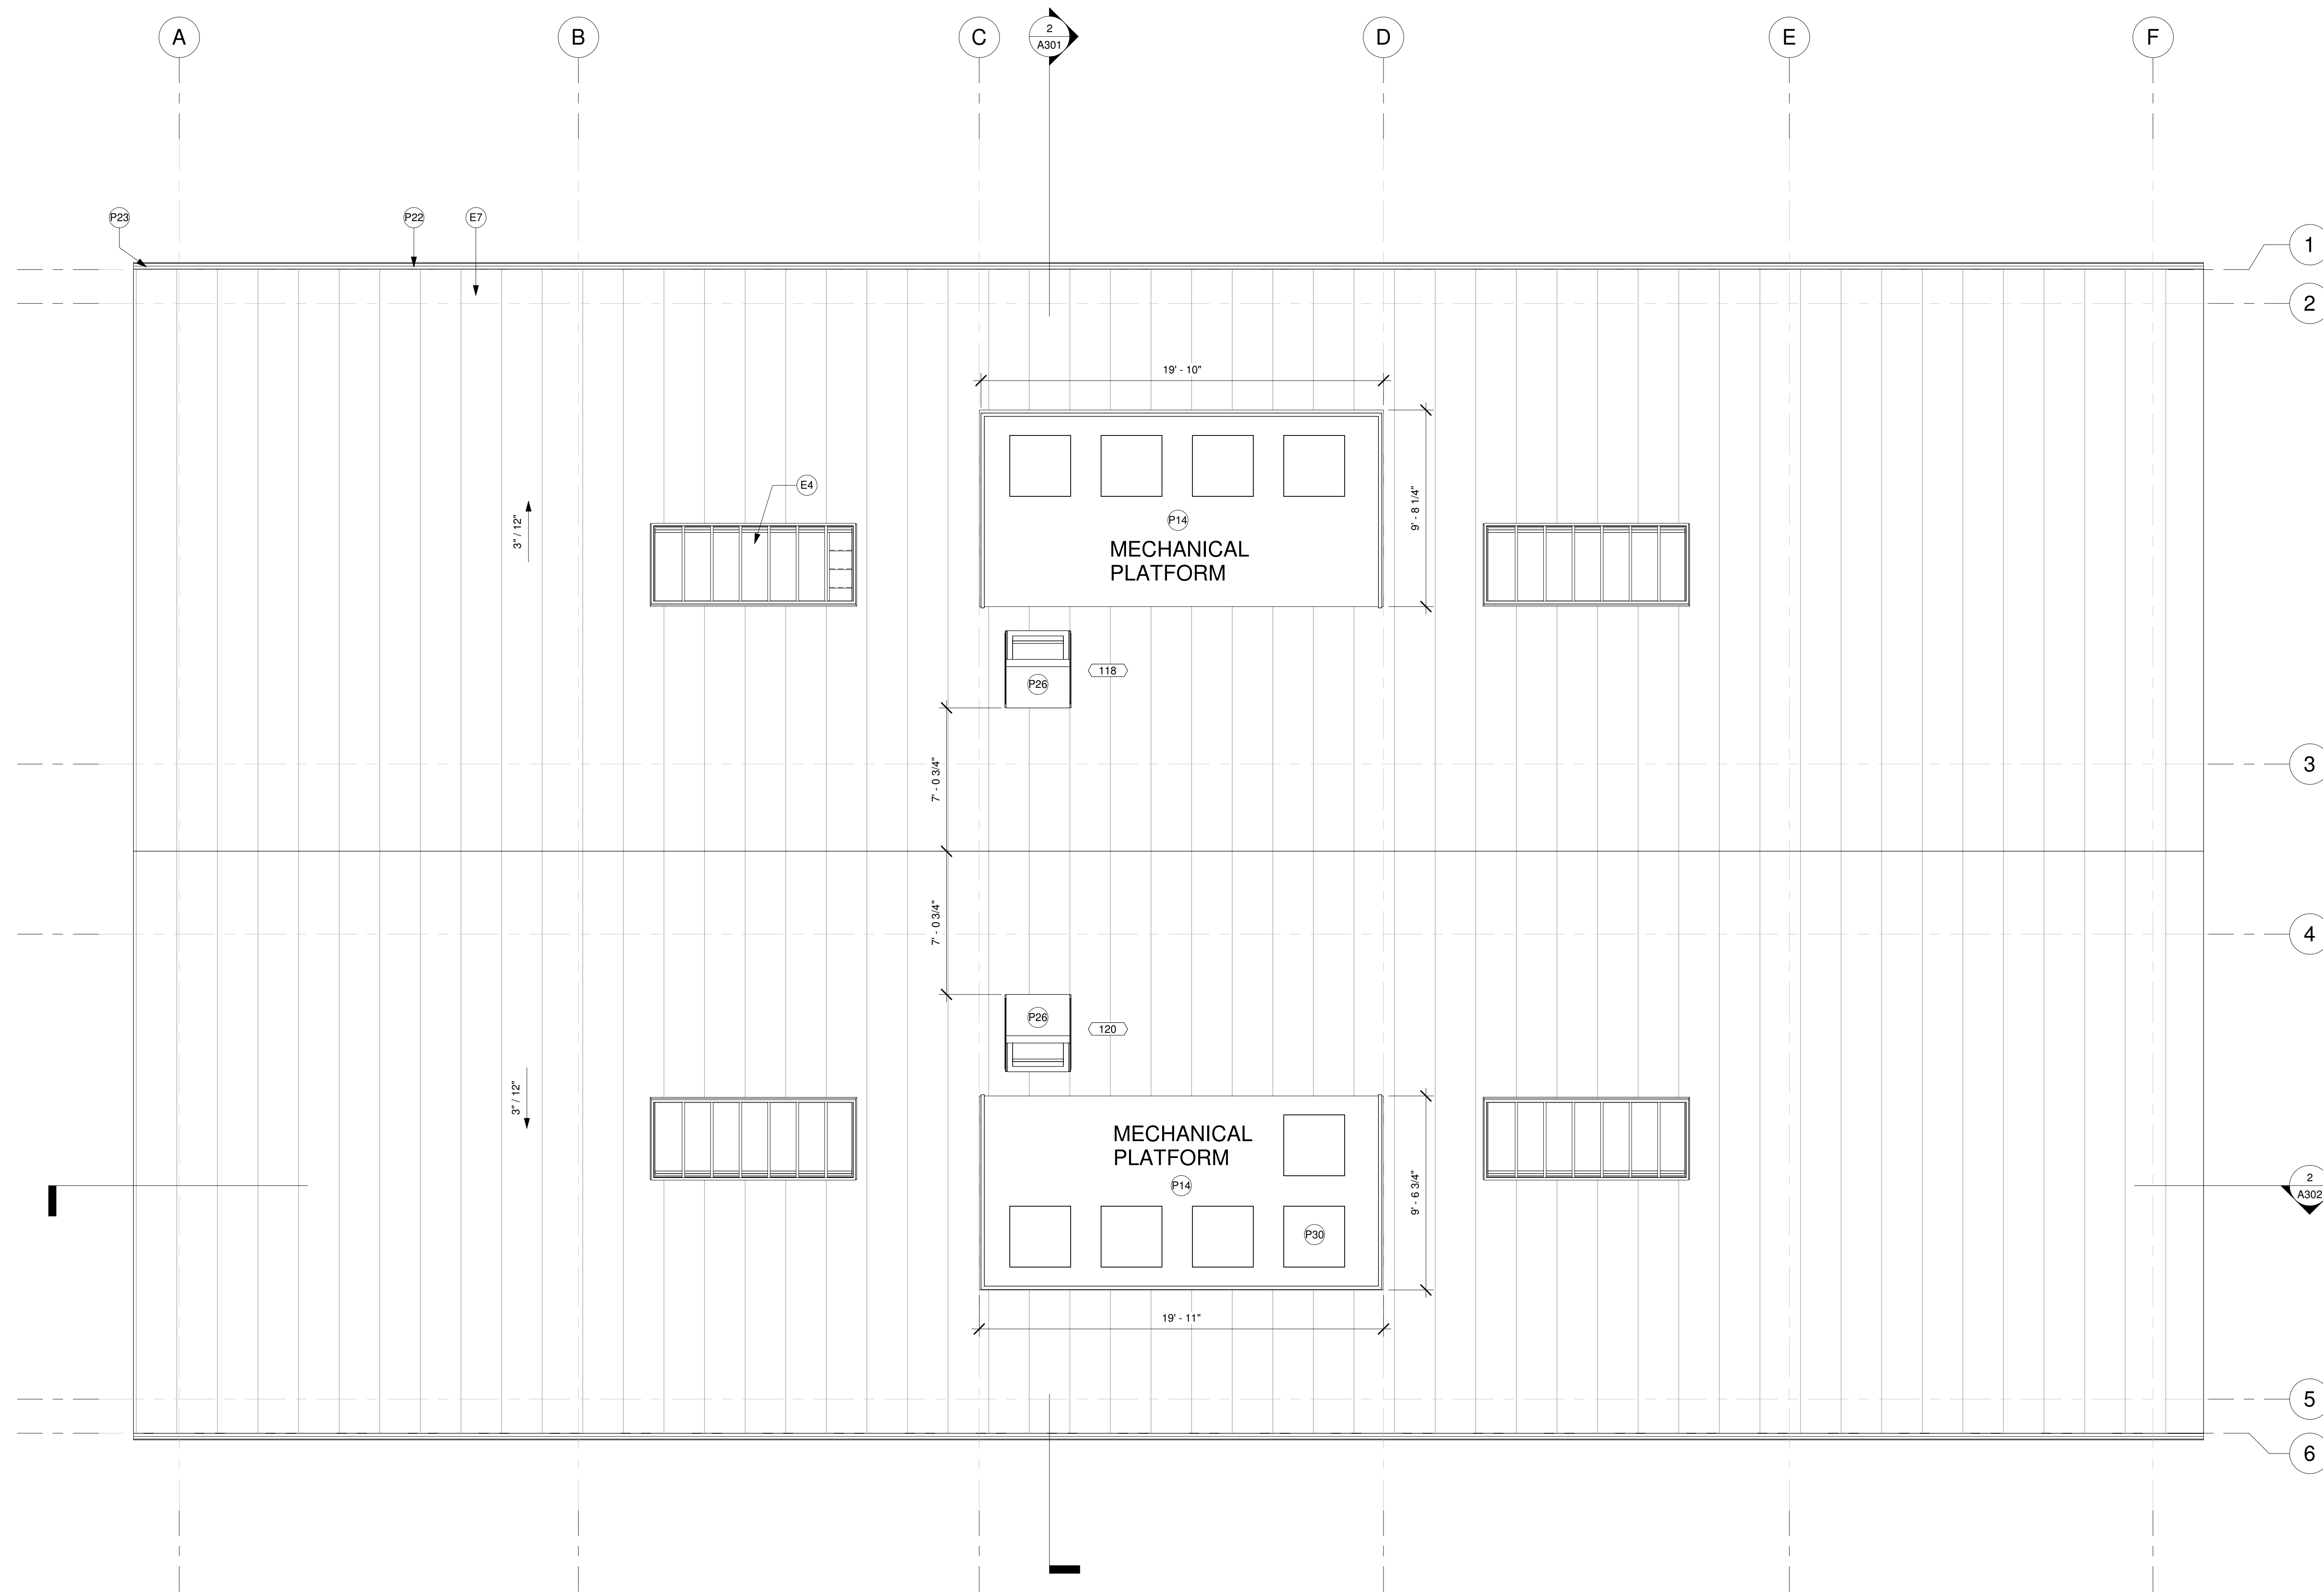 A
B
C
2
A301
D
E
F
P23
P22
E7
1
2
19' - 10"
E4
3" / 12"
9' - 8 1/4"
P14
MECHANICAL
PLATFORM
118
P26
7' - 0 3/4"
3
7' - 0 3/4"
4
P26
120
3" / 12"
MECHANICAL
PLATFORM
P14
9' - 6 3/4"
2
A302
P30
19' - 11"
5
6